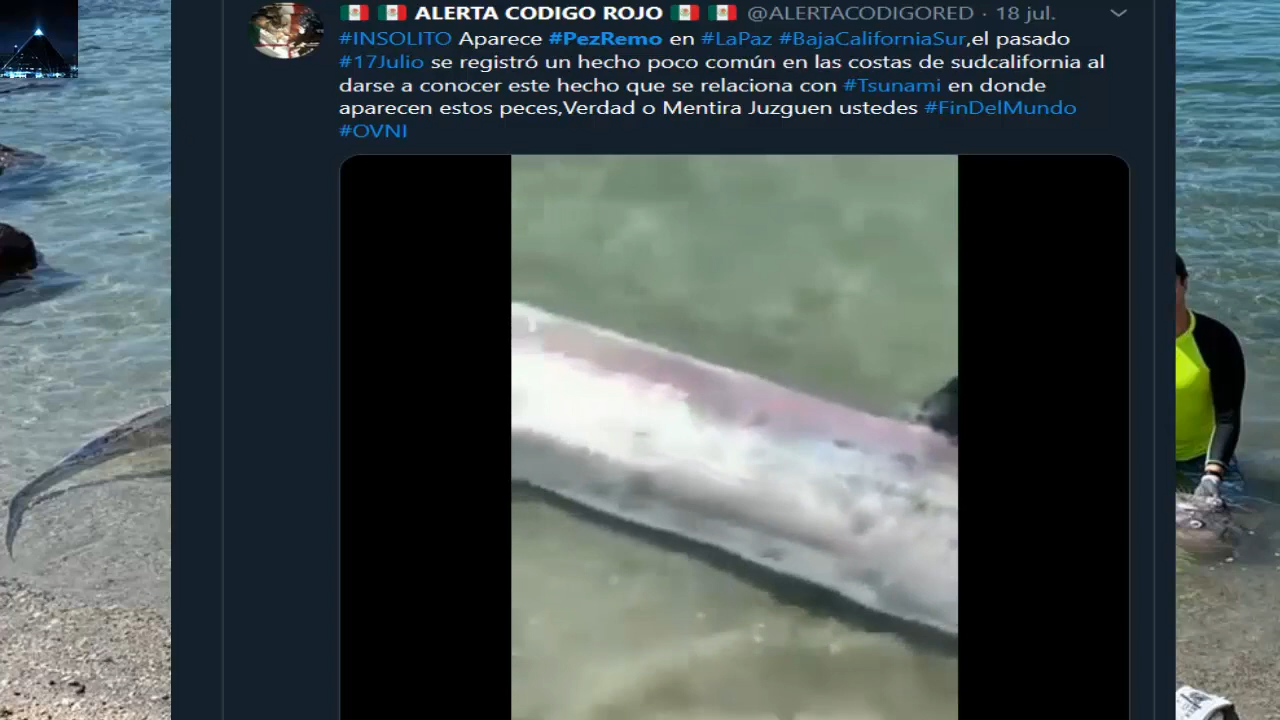 🇲🇽 🇲🇽 ALERTA CODIGO ROJO 🇲🇽 🇲🇽 @ALERTACODIGORED · 18 jul.
#INSOLITO Aparece #PezRemo en #LaPaz #BajaCaliforniaSur,el pasado
#17Julio se registró un hecho poco común en las costas de sudcalifornia al
darse a conocer este hecho que se relaciona con #Tsunami en donde
aparecen estos peces,Verdad o Mentira Juzguen ustedes #FinDelMundo
#OVNI